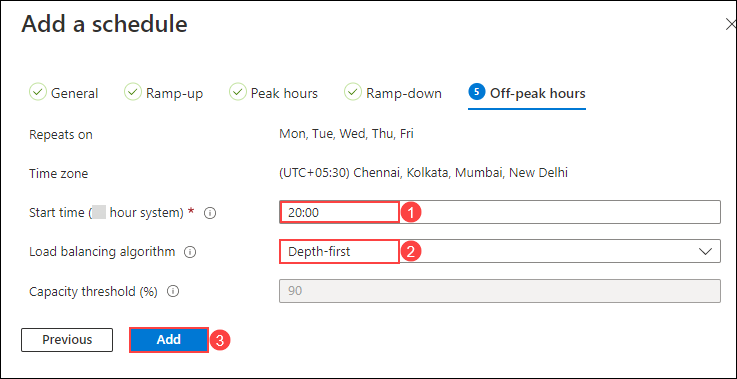 Add a schedule
General Ramp-up Peak hours Ramp-down 5 Off-peak hours
Repeats on Mon, Tue, Wed, Thu, Fri
Time zone (UTC+05:30) Chennai, Kolkata, Mumbai, New Delhi
Start time ( hour system) * 20:00 1
Load balancing algorithm Depth-first 2
Capacity threshold (%) 90
Previous Add 3